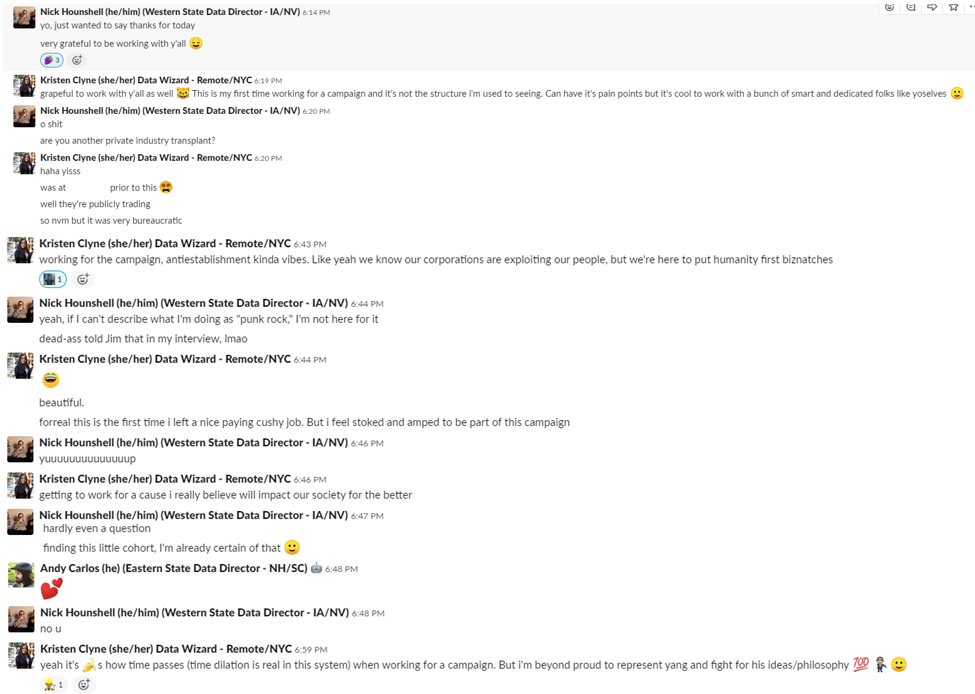 Nick Hounshell (he/him) (Western State Data Director - IA/NV) 6:14 PM
yo, just wanted to say thanks for today
very grateful to be working with y'all
3
Kristen Clyne (she/her) Data Wizard - Remote/NYC 6:19 PM
grapeful to work with y'all as well This is my first time working for a campaign and it's not the structure i'm used to seeing. Can have it's pain points but it's cool to work with a bunch of smart and dedicated folks like yoselves
Nick Hounshell (he/him) (Western State Data Director - IA/NV) 6:20 PM
o shit
are you another private industry transplant?
Kristen Clyne (she/her) Data Wizard - Remote/NYC 6:20 PM
haha yisss
was at prior to this
well they're publicly trading
so nvm but it was very bureaucratic
Kristen Clyne (she/her) Data Wizard - Remote/NYC 6:43 PM
working for the campaign, antiestablishment kinda vibes. Like yeah we know our corporations are exploiting our people, but we're here to put humanity first biznatches
1
Nick Hounshell (he/him) (Western State Data Director - IA/NV) 6:44 PM
yeah, if I can't describe what I'm doing as "punk rock," I'm not here for it
dead-ass told Jim that in my interview, lmao
Kristen Clyne (she/her) Data Wizard - Remote/NYC 6:44 PM
beautiful.
forreal this is the first time i left a nice paying cushy job. But i feel stoked and amped to be part of this campaign
Nick Hounshell (he/him) (Western State Data Director - IA/NV) 6:46 PM
yuuuuuuuuuuuuup
Kristen Clyne (she/her) Data Wizard - Remote/NYC 6:46 PM
getting to work for a cause i really believe will impact our society for the better
Nick Hounshell (he/him) (Western State Data Director - IA/NV) 6:47 PM
hardly even a question
finding this little cohort, I'm already certain of that
Andy Carlos (he) (Eastern State Data Director - NH/SC) 6:48 PM
Nick Hounshell (he/him) (Western State Data Director - IA/NV) 6:48 PM
no u
Kristen Clyne (she/her) Data Wizard - Remote/NYC 6:59 PM
yeah it's 🍌s how time passes (time dilation is real in this system) when working for a campaign. But i'm beyond proud to represent yang and fight for his ideas/philosophy 💯
1